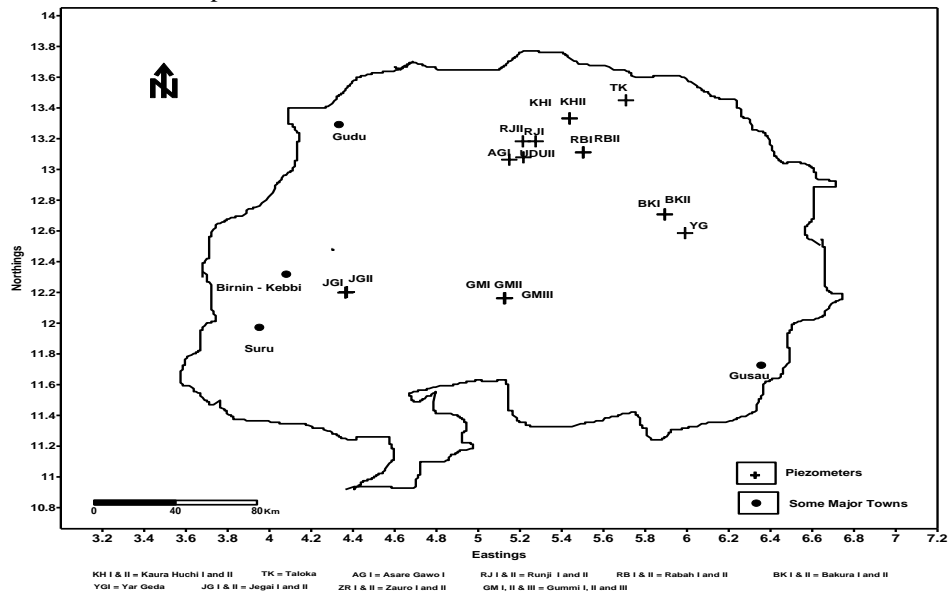 14
13.8
13.6
13.4
13.2
13
12.8
12.6
12.4
12.2
12
11.8
11.6
11.4
11.2
11
10.8
Northings
N
TK
KHI KHII
Gudu
RJII RJI
RBI RBII
AGI UDUII
BKI BKII
YG
Birnin - Kebbi
JGI JGII
GMI GMII
GMIII
Suru
Gusau
Piezometers
Some Major Towns
0 40 80 Km
3.2 3.4 3.6 3.8 4 4.2 4.4 4.6 4.8 5 5.2 5.4 5.6 5.8 6 6.2 6.4 6.6 6.8 7 7.2
Eastings
KH I & II = Kaura Huchi I and II TK = Taloka AG I = Asare Gawo I RJ I & II = Runji I and II RB I & II = Rabah I and II BK I & II = Bakura I and II
YGI = Yar Geda JG I & II = Jegai I and II ZR I & II = Zauro I and II GM I, II & III = Gummi I, II and III